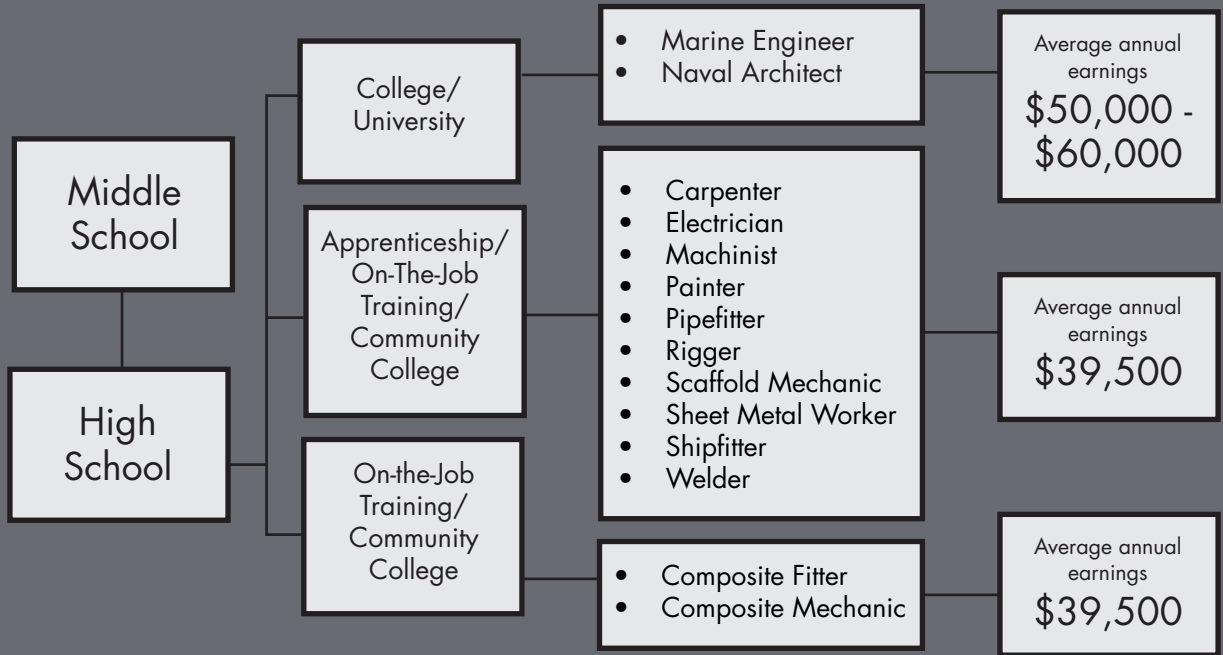 Middle
School
High
School
College/
University
Apprenticeship/
On-The-Job
Training/
Community
College
On-the-Job
Training/
Community
College
• Marine Engineer
• Naval Architect
• Carpenter
• Electrician
• Machinist
• Painter
• Pipefitter
• Rigger
• Scaffold Mechanic
• Sheet Metal Worker
• Shipfitter
• Welder
• Composite Fitter
• Composite Mechanic
Average annual
earnings
$50,000 -
$60,000
Average annual
earnings
$39,500
Average annual
earnings
$39,500